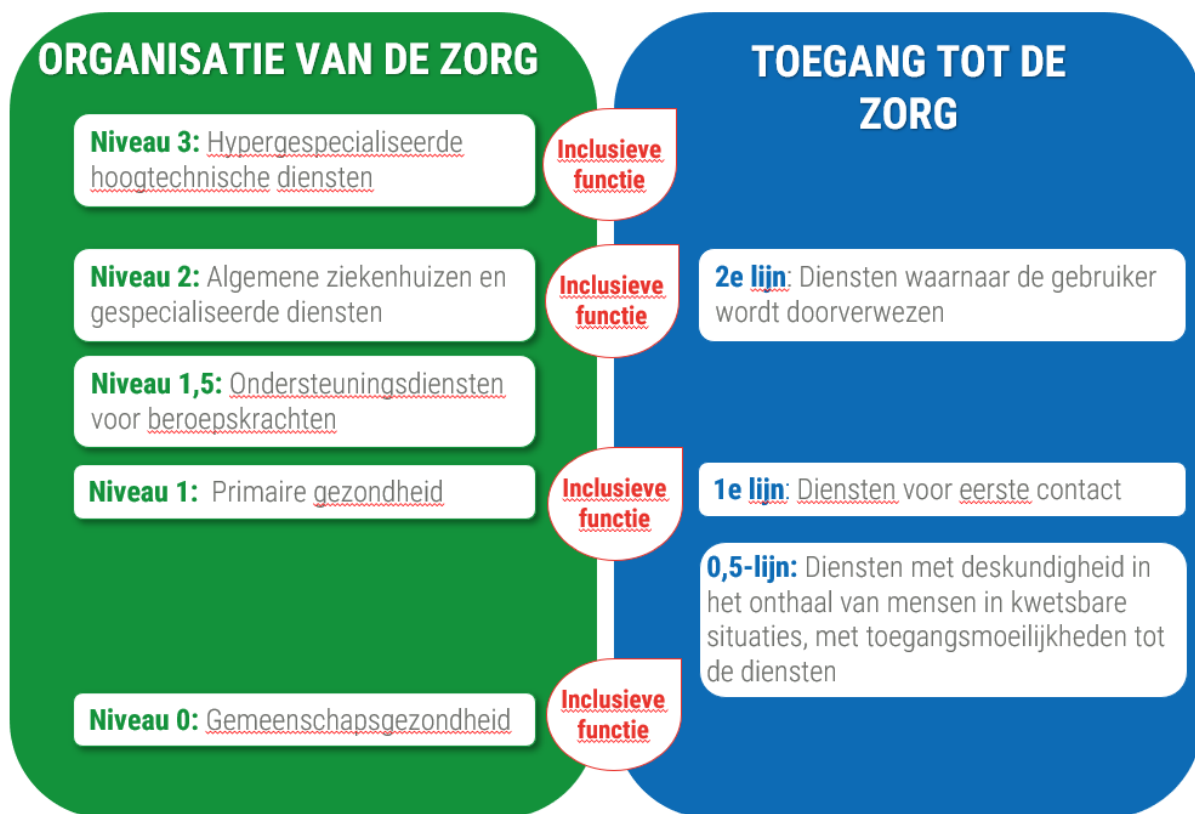 ORGANISATIE VAN DE ZORG
Niveau 3: Hypergespecialiseerde
hoogtechnische diensten
Inclusieve
functie
Niveau 2: Algemene ziekenhuizen en
gespecialiseerde diensten
Inclusieve
functie
Niveau 1,5: Ondersteuningsdiensten
voor beroepskrachten
Niveau 1: Primaire gezondheid
Inclusieve
functie
Niveau 0: Gemeenschapsgezondheid
Inclusieve
functie
TOEGANG TOT DE
ZORG
2e lijn: Diensten waarnaar de gebruiker
wordt doorverwezen
1e lijn: Diensten voor eerste contact
0,5-lijn: Diensten met deskundigheid in
het onthaal van mensen in kwetsbare
situaties, met toegangsmoeilijkheden tot
de diensten